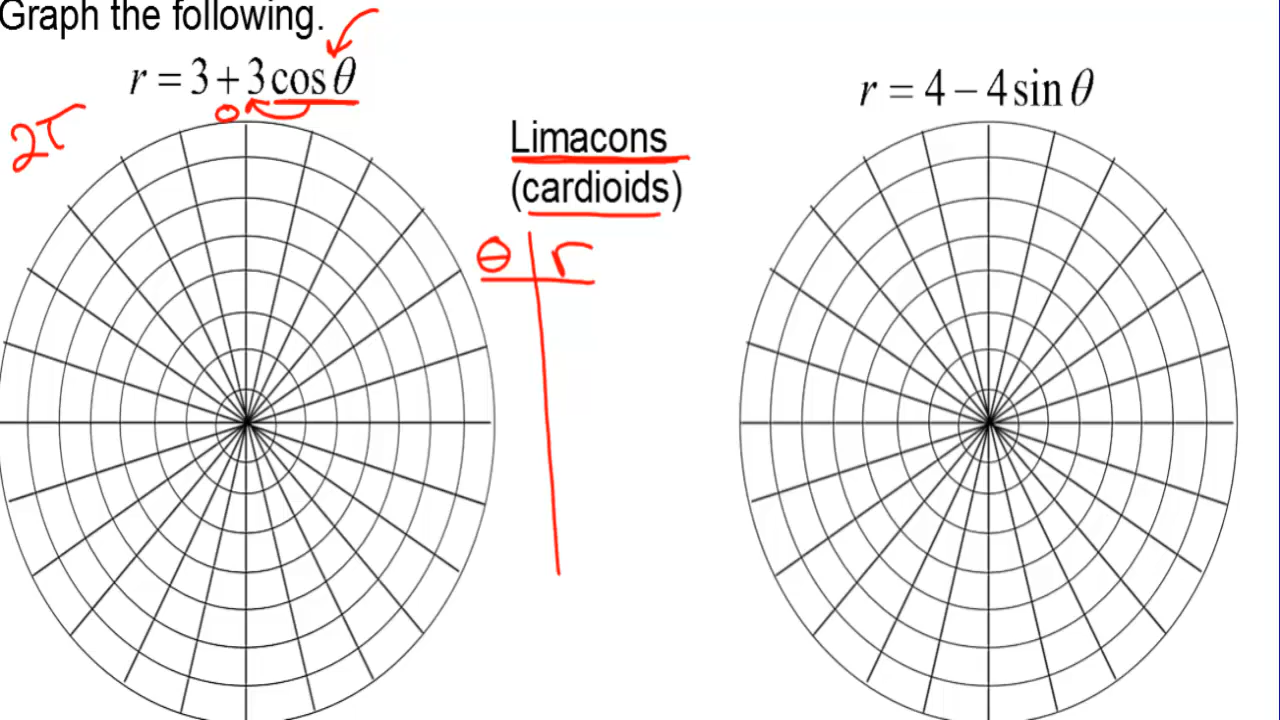 Graph the following.
r = 3 + 3 cos θ
0
2π
Limacons
(cardioids)
θ r
r = 4 − 4 sin θ